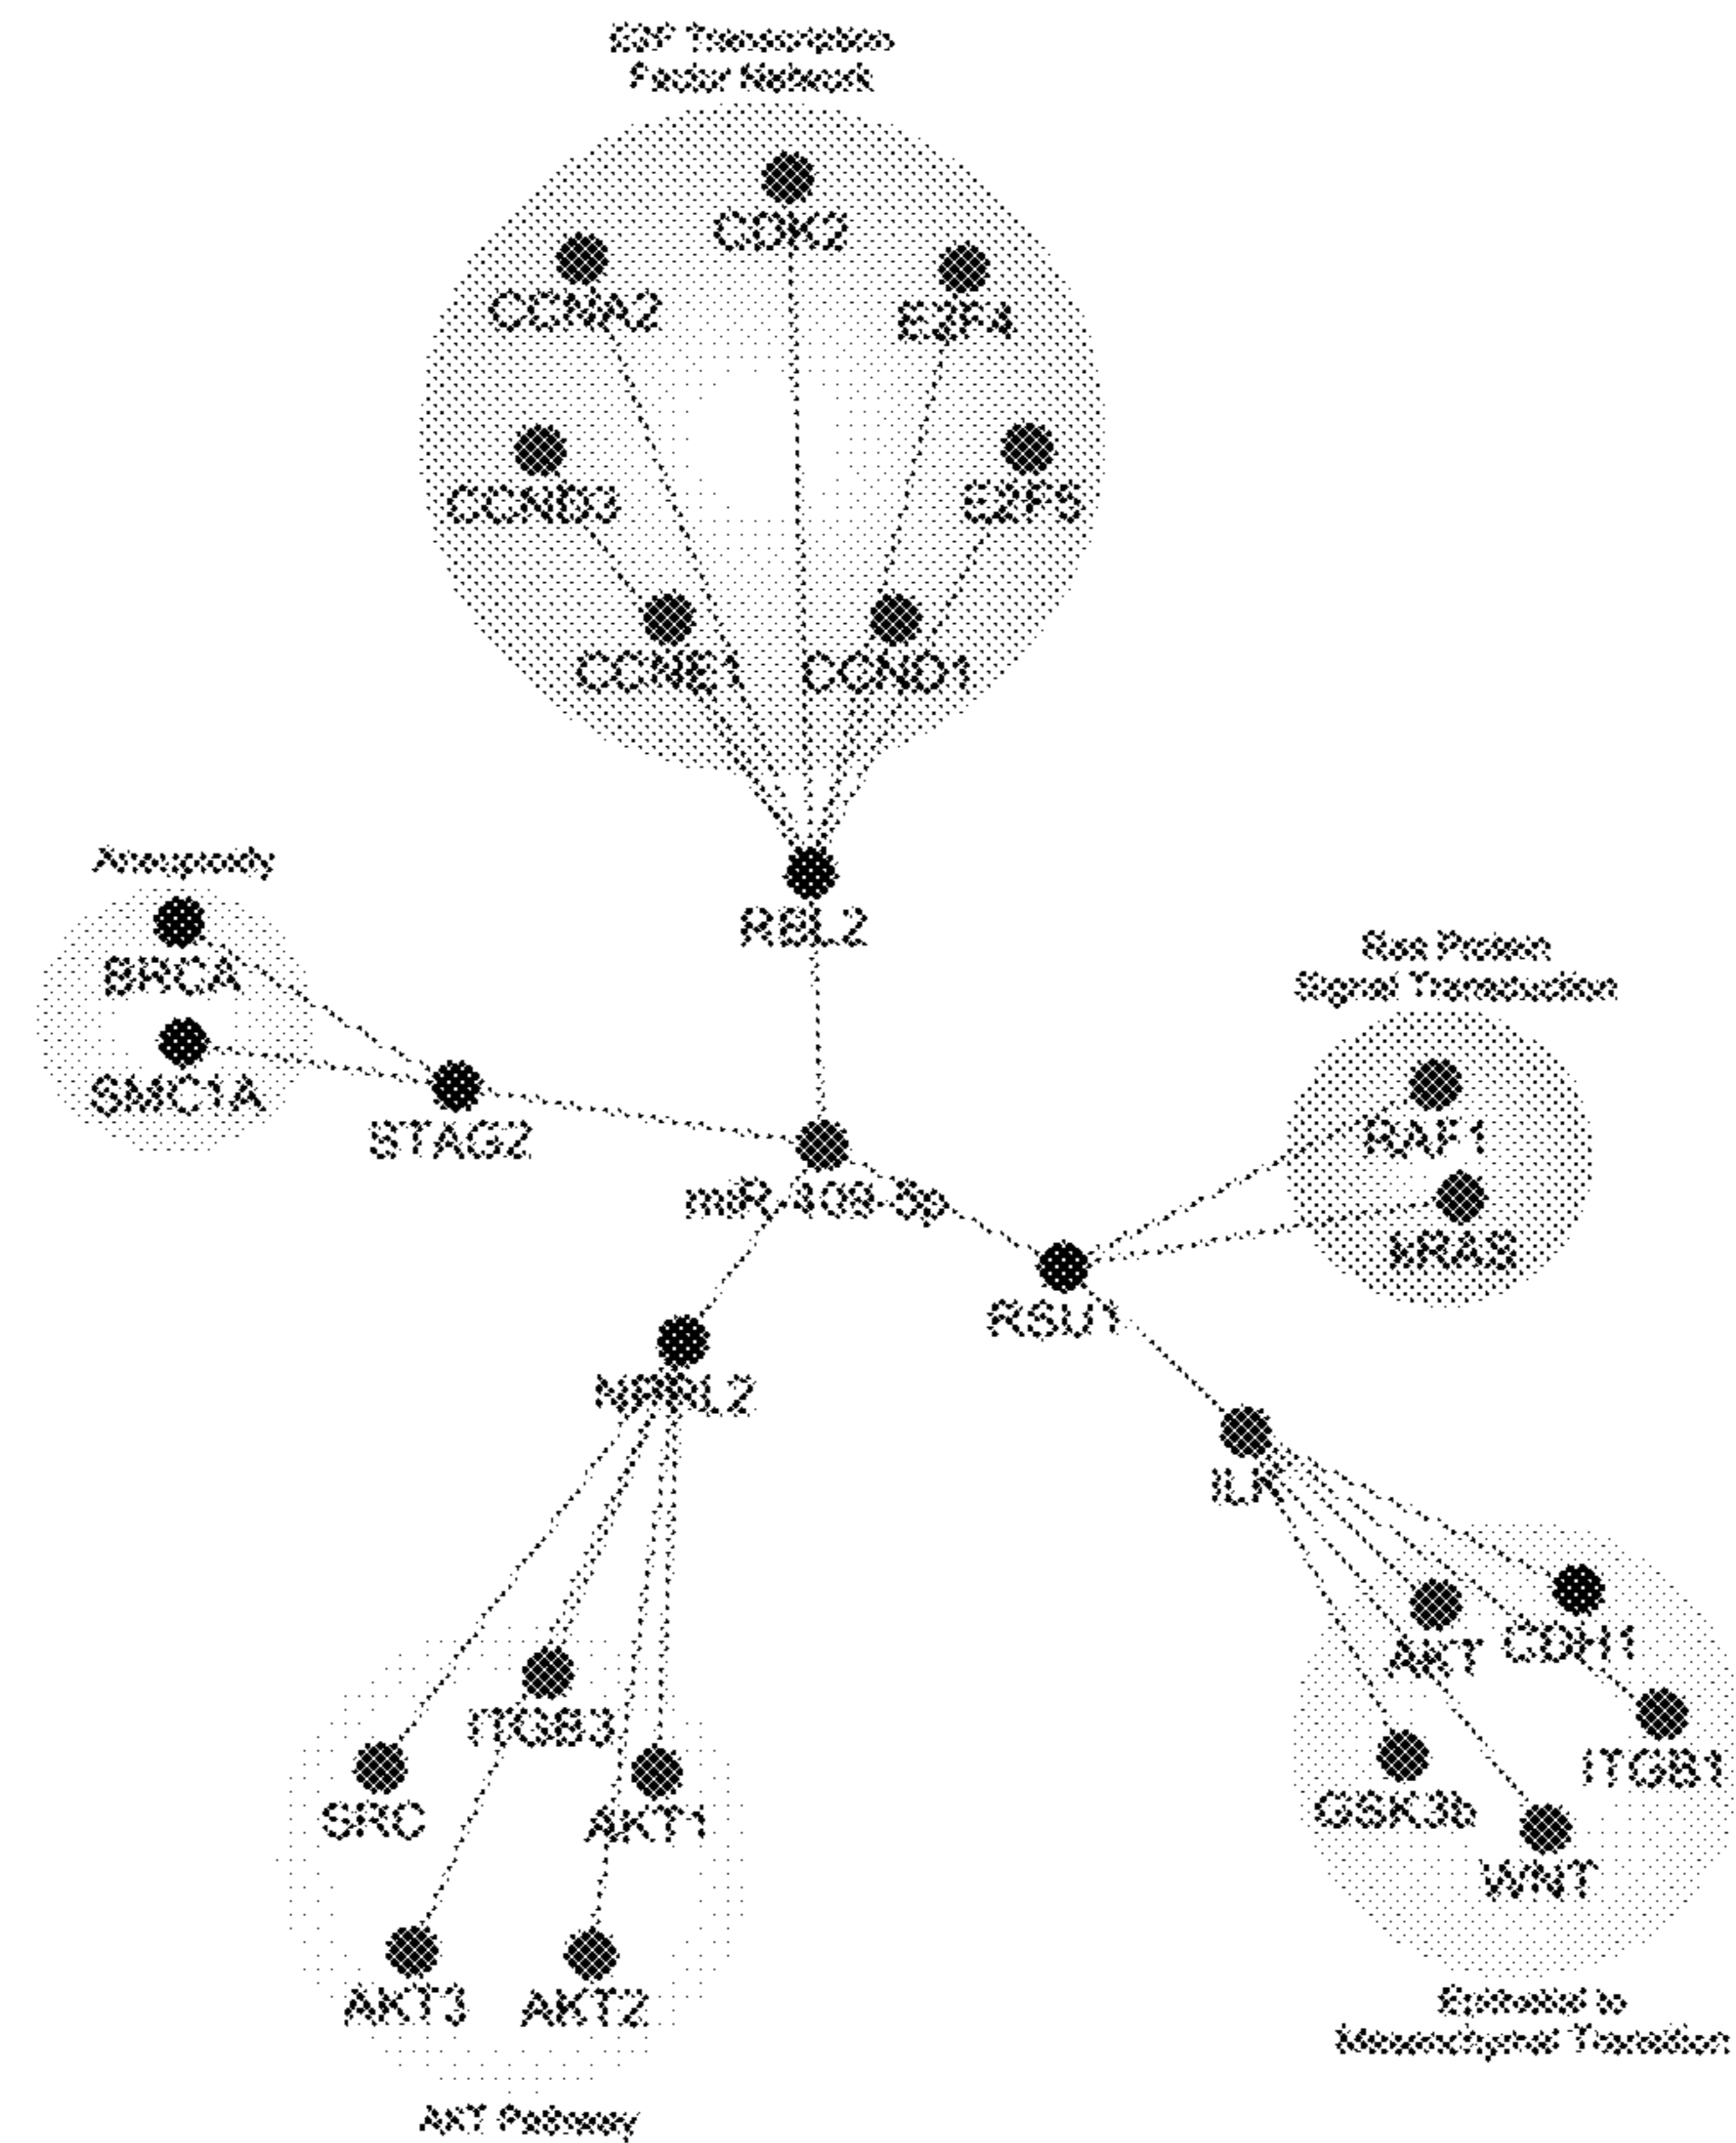 E2F Transcription
Factor Network
CDK2
CCNA2
E2F4
CCND3
E2F5
CCNE1
CCND1
Aneuploidy
RBL2
BRCA
Ras Protein
Signal Transduction
SMC1A
STAG2
RAF1
miR-409-3p
kRAS
RSU1
NPRL2
ILK
AKT
CDH1
ITGB3
ITGB1
SRC
AKT1
GSK3b
WNT
AKT3
AKT2
Epithelial to
Mesenchymal Transition
AKT Pathway